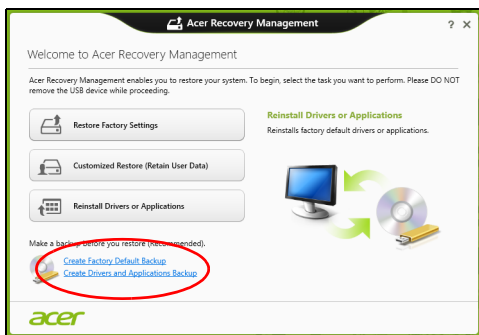 Acer Recovery Management
? X
Welcome to Acer Recovery Management
Acer Recovery Management enables you to restore your system. To begin, select the task you want to perform. Please DO NOT
remove the USB device while proceeding.
Restore Factory Settings
Customized Restore (Retain User Data)
Reinstall Drivers or Applications
Reinstall Drivers or Applications
Reinstalls factory default drivers or applications.
Make a backup before you restore (Recommended).
Create Factory Default Backup
Create Drivers and Applications Backup
acer